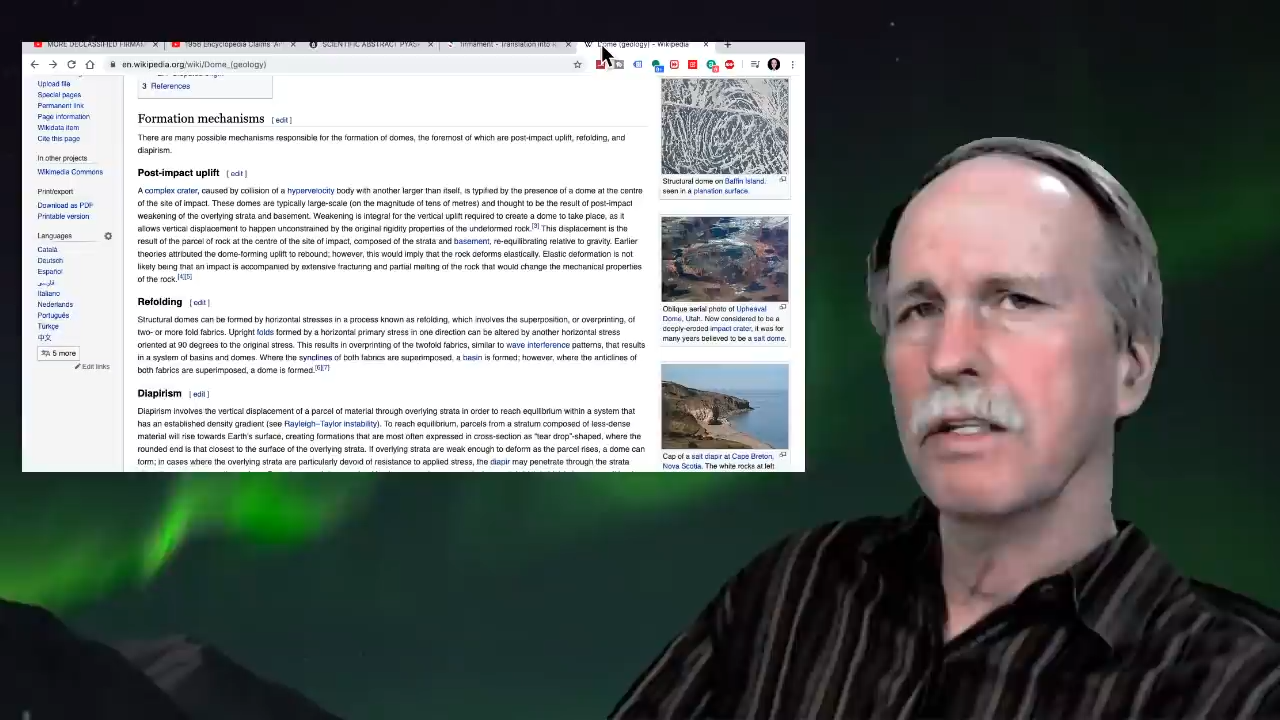 MORE DECLASSIFIED FIRMA
1958 Encyclopedia Claims
SCIENTIFIC ABSTRACT PYAS
firmament - Translation into
Dome (geology) - Wikipedia
en.wikipedia.org/wiki/Dome_(geology)
Upload file
Special pages
Permanent link
Page information
Wikidata item
Cite this page
In other projects
Wikimedia Commons
Print/export
Download as PDF
Printable version
Languages
Català
Deutsch
Español
فارسی
Italiano
Nederlands
Português
Türkçe
中文
5 more
Edit links
3 References
Formation mechanisms [ edit ]
There are many possible mechanisms responsible for the formation of domes, the foremost of which are post-impact uplift, refolding, and
diapirism.
Post-impact uplift [ edit ]
A complex crater, caused by collision of a hypervelocity body with another larger than itself, is typified by the presence of a dome at the centre
of the site of impact. These domes are typically large-scale (on the magnitude of tens of metres) and thought to be the result of post-impact
weakening of the overlying strata and basement. Weakening is integral for the vertical uplift required to create a dome to take place, as it
allows vertical displacement to happen unconstrained by the original rigidity properties of the undeformed rock.[3] This displacement is the
result of the parcel of rock at the centre of the site of impact, composed of the strata and basement, re-equilibrating relative to gravity. Earlier
theories attributed the dome-forming uplift to rebound; however, this would imply that the rock deforms elastically. Elastic deformation is not
likely being that an impact is accompanied by extensive fracturing and partial melting of the rock that would change the mechanical properties
of the rock.[4][5]
Refolding [ edit ]
Structural domes can be formed by horizontal stresses in a process known as refolding, which involves the superposition, or overprinting, of
two- or more fold fabrics. Upright folds formed by a horizontal primary stress in one direction can be altered by another horizontal stress
oriented at 90 degrees to the original stress. This results in overprinting of the twofold fabrics, similar to wave interference patterns, that results
in a system of basins and domes. Where the synclines of both fabrics are superimposed, a basin is formed; however, where the anticlines of
both fabrics are superimposed, a dome is formed.[6][7]
Diapirism [ edit ]
Diapirism involves the vertical displacement of a parcel of material through overlying strata in order to reach equilibrium within a system that
has an established density gradient (see Rayleigh–Taylor instability). To reach equilibrium, parcels from a stratum composed of less-dense
material will rise towards Earth's surface, creating formations that are most often expressed in cross-section as "tear drop"-shaped, where the
rounded end is that closest to the surface of the overlying strata. If overlying strata are weak enough to deform as the parcel rises, a dome can
form; in cases where the overlying strata are particularly devoid of resistance to applied stress, the diapir may penetrate through the strata
Structural dome on Baffin Island,
seen in a planation surface.
Oblique aerial photo of Upheaval
Dome, Utah. Now considered to be a
deeply-eroded impact crater, it was for
many years believed to be a salt dome.
Cap of a salt diapir at Cape Breton,
Nova Scotia. The white rocks at left